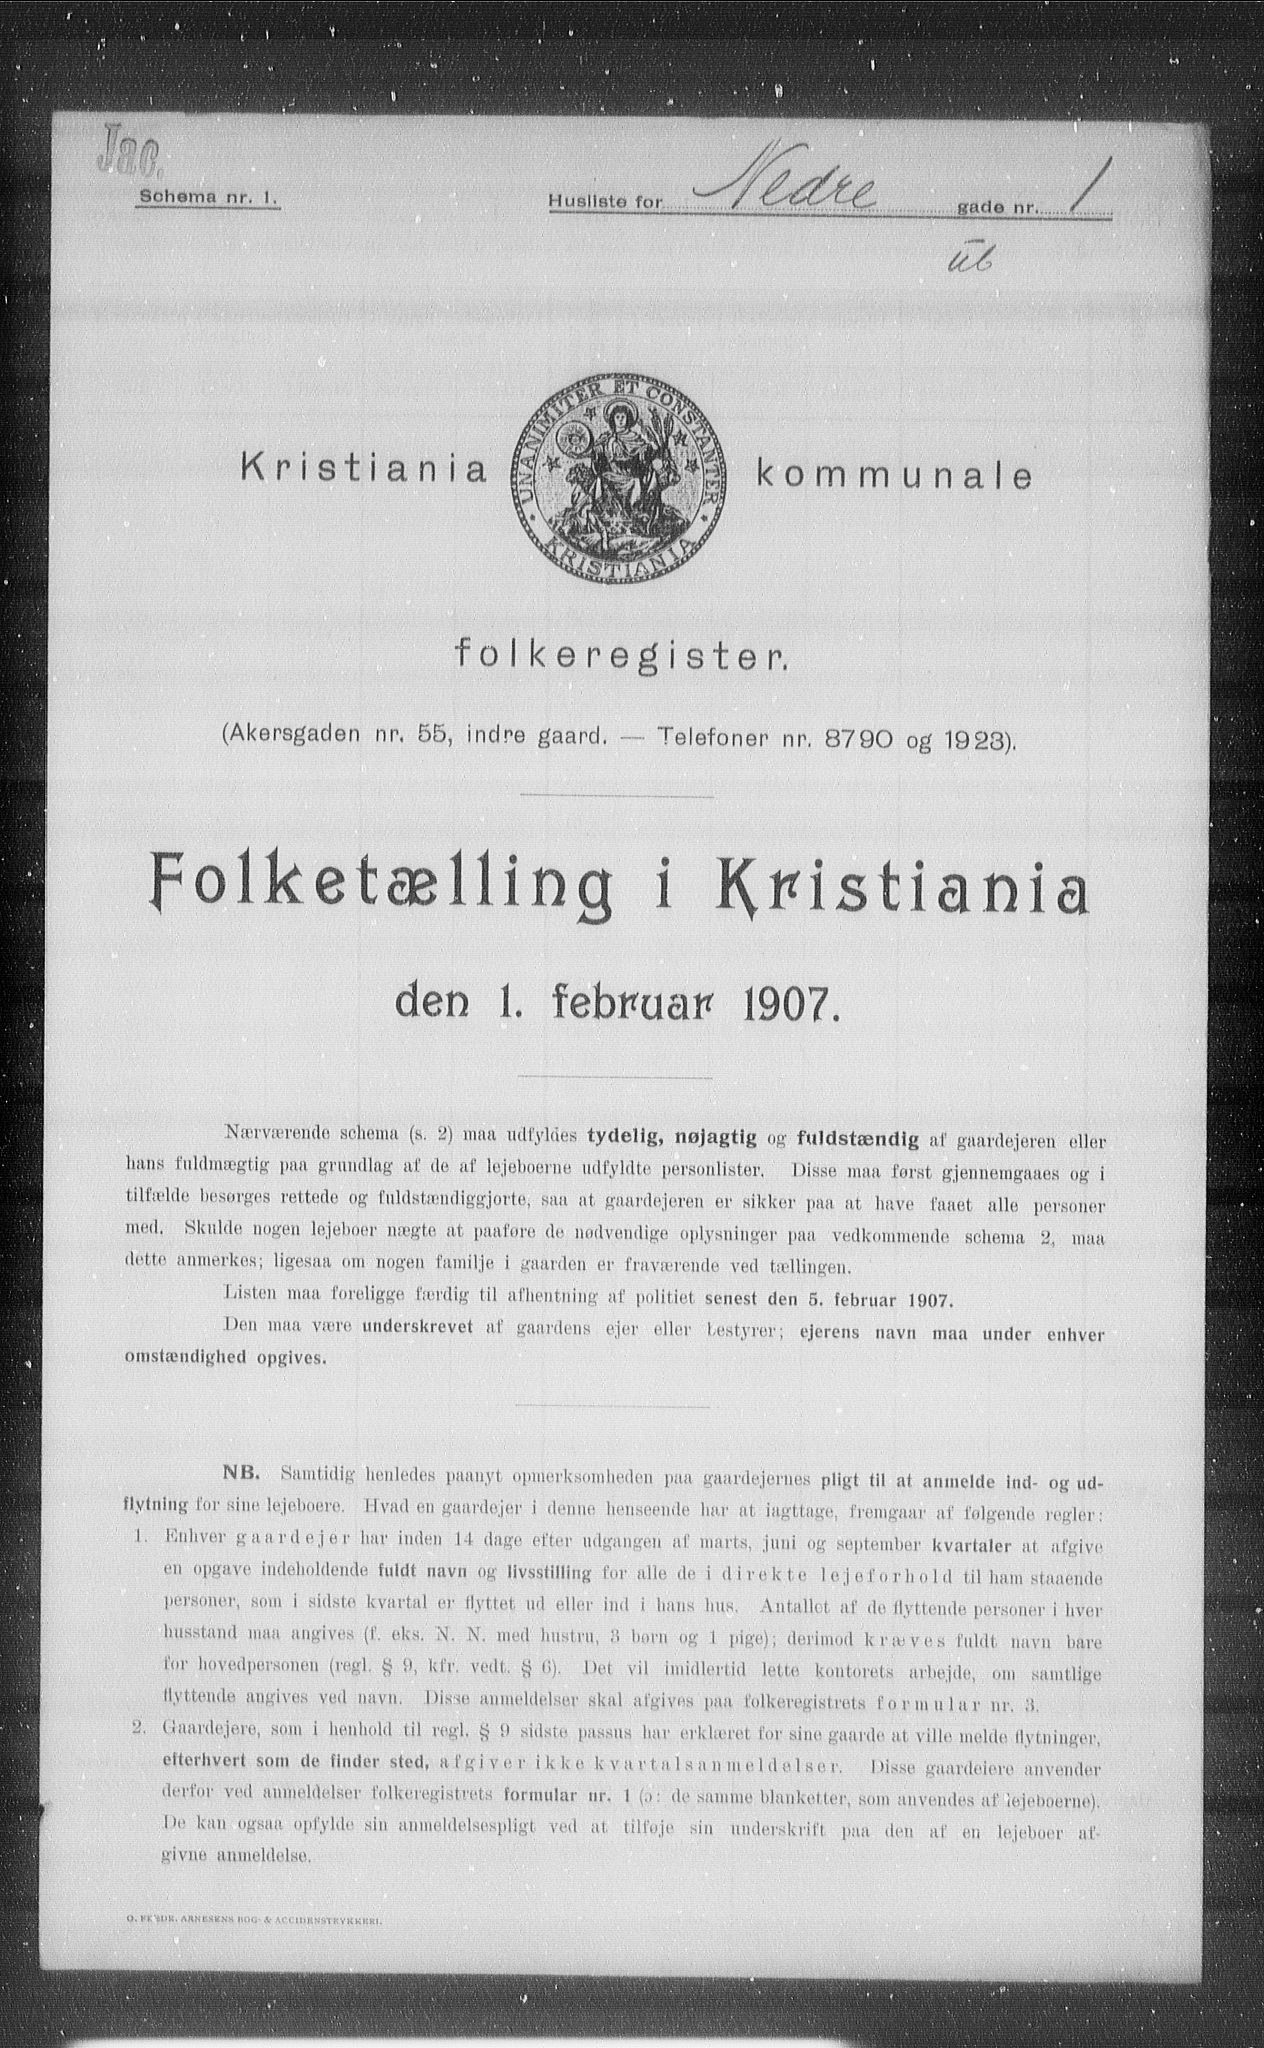 Jac.
Schema nr. 1.
Husliste for Nedre gade nr. 1
UNANIMITER ET CONSTANTER
KRISTIANIA
Kristiania kommunale
folkeregister.
(Akersgaden nr. 55, indre gaard. — Telefoner nr. 8790 og 1923).
Folketælling i Kristiania
den 1. februar 1907.
Nærværende schema (s. 2) maa udfyldes tydelig, nøjagtig og fuldstændig af gaardejeren eller
hans fuldmægtig paa grundlag af de af lejeboerne udfyldte personlister. Disse maa først gjennemgaaes og i
tilfælde besørges rettede og fuldstændiggjorte, saa at gaardejeren er sikker paa at have faaet alle personer
med. Skulde nogen lejeboer nægte at paaføre de nødvendige oplysninger paa vedkommende schema 2, maa
dette anmerkes; ligesaa om nogen familje i gaarden er fraværende ved tællingen.
Listen maa foreligge færdig til afhentning af politiet senest den 5. februar 1907.
Den maa være underskrevet af gaardens ejer eller bestyrer; ejerens navn maa under enhver
omstændighed opgives.
NB. Samtidig henledes paanyt opmerksomheden paa gaardejernes pligt til at anmelde ind- og ud-
flytning for sine lejeboere. Hvad en gaardejer i denne henseende har at iagttage, fremgaar af følgende regler:
1. Enhver gaardejer har inden 14 dage efter udgangen af marts, juni og september kvartaler at afgive
en opgave indeholdende fuldt navn og livsstilling for alle de i direkte lejeforhold til ham staaende
personer, som i sidste kvartal er flyttet ud eller ind i hans hus. Antallet af de flyttende personer i hver
husstand maa angives (f. eks. N. N. med hustru, 3 børn og 1 pige); derimod kræves fuldt navn bare
for hovedpersonen (regl. § 9, kfr. vedt. § 6). Det vil imidlertid lette kontorets arbejde, om samtlige
flyttende angives ved navn. Disse anmeldelser skal afgives paa folkeregistrets formular nr. 3.
2. Gaardejere, som i henhold til regl. § 9 sidste passus har erklæret for sine gaarde at ville melde flytninger,
efterhvert som de finder sted, afgiver ikke kvartalsanmeldelser. Disse gaardeiere anvender
derfor ved anmeldelser folkeregistrets formular nr. 1 (ɔ: de samme blanketter, som anvendes af lejeboerne).
De kan ogsaa opfylde sin anmeldelsespligt ved at tilføje sin underskrift paa den af en lejeboer af-
givne anmeldelse.
O. FREDR. ARNESENS BOG- & ACCIDENSTRYKKERI.